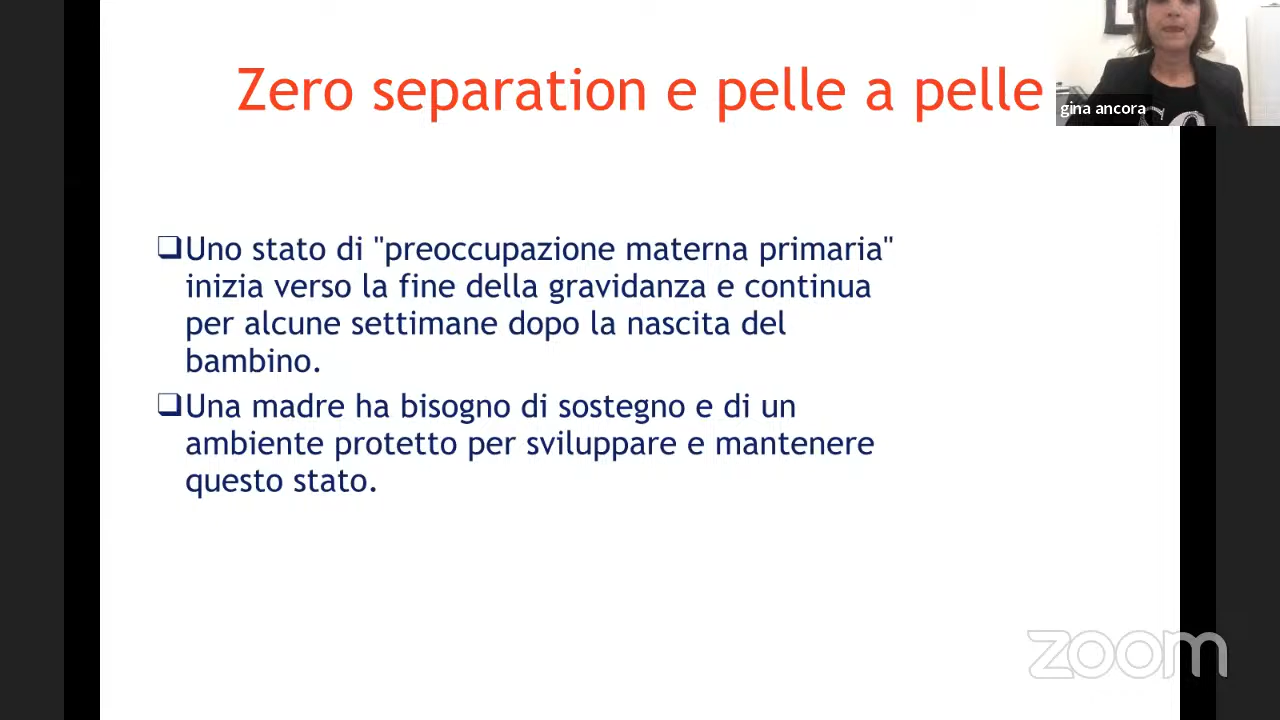 Zero separation e pelle a pelle
gina ancora
❑Uno stato di "preoccupazione materna primaria"
inizia verso la fine della gravidanza e continua
per alcune settimane dopo la nascita del
bambino.
❑Una madre ha bisogno di sostegno e di un
ambiente protetto per sviluppare e mantenere
questo stato.
zoom